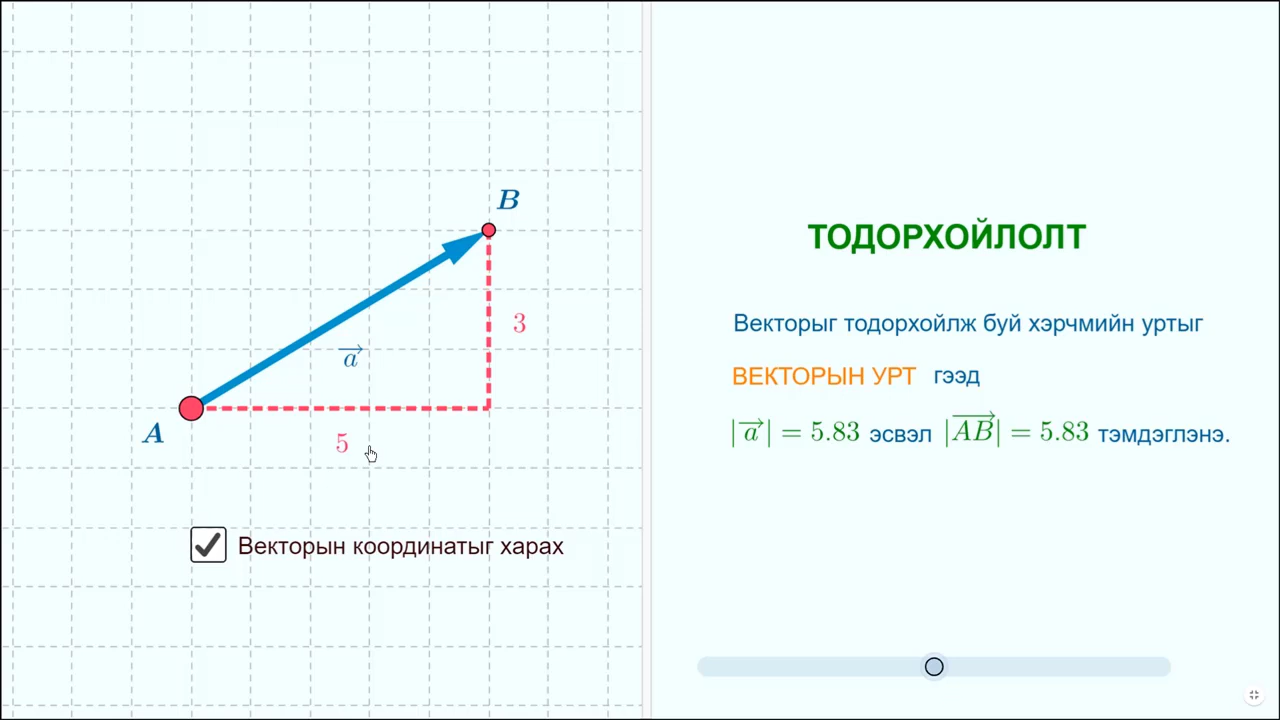 B
3
a
A
5
Векторын координатыг харах
ТОДОРХОЙЛОЛТ
Векторыг тодорхойлж буй хэрчмийн уртыг
ВЕКТОРЫН УРТ гээд
|a⃗| = 5.83 эсвэл |A͞B⃗| = 5.83 тэмдэглэнэ.